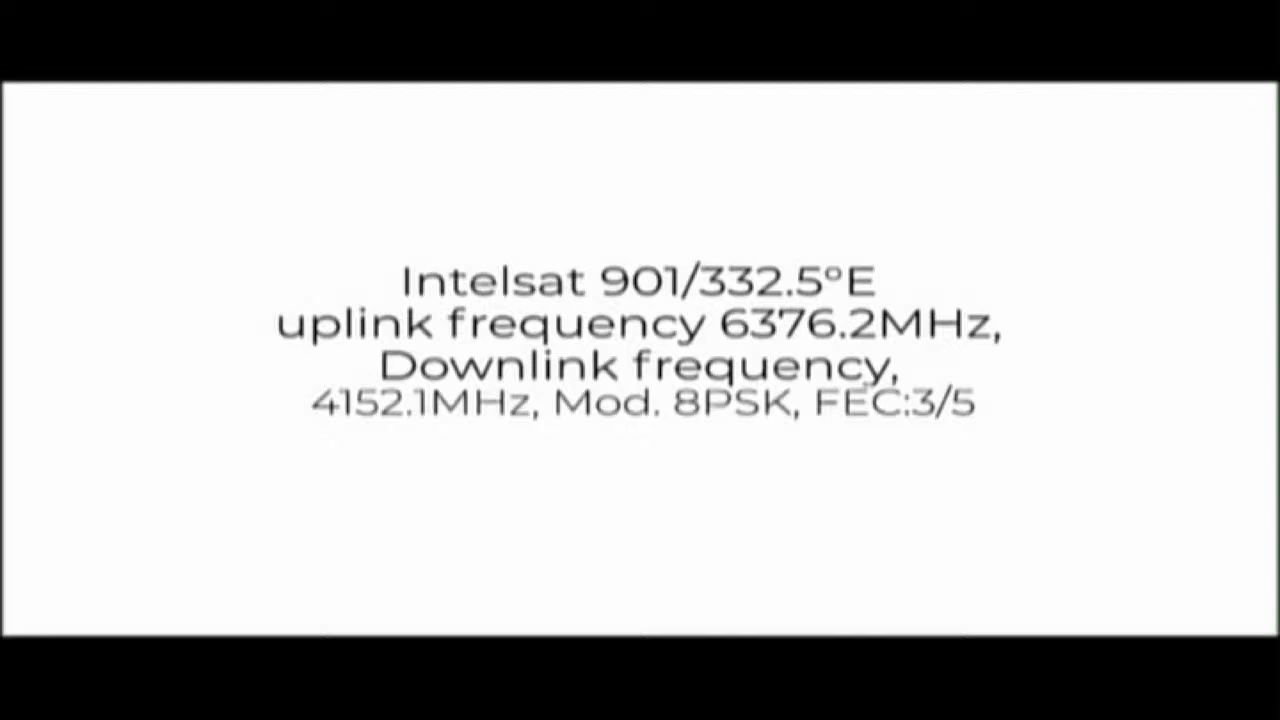 Intelsat 901/332.5°E
uplink frequency 6376.2MHz,
Downlink frequency,
4152.1MHz, Mod. 8PSK, FEC:3/5